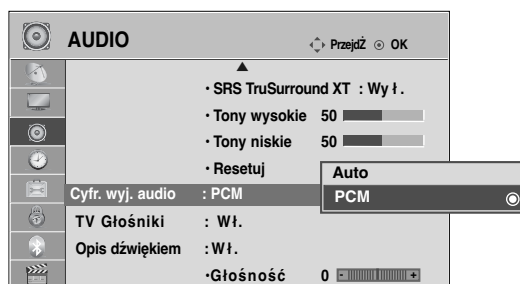 AUDIO
PrzejdŹ OK
• SRS TruSurround XT : Wył.
• Tony wysokie 50
• Tony niskie 50
• Resetuj
Cyfr. wyj. audio : PCM
Auto
PCM
TV Głośniki : Wł.
Opis dźwiękiem : Wł.
•Głośność 0 - +